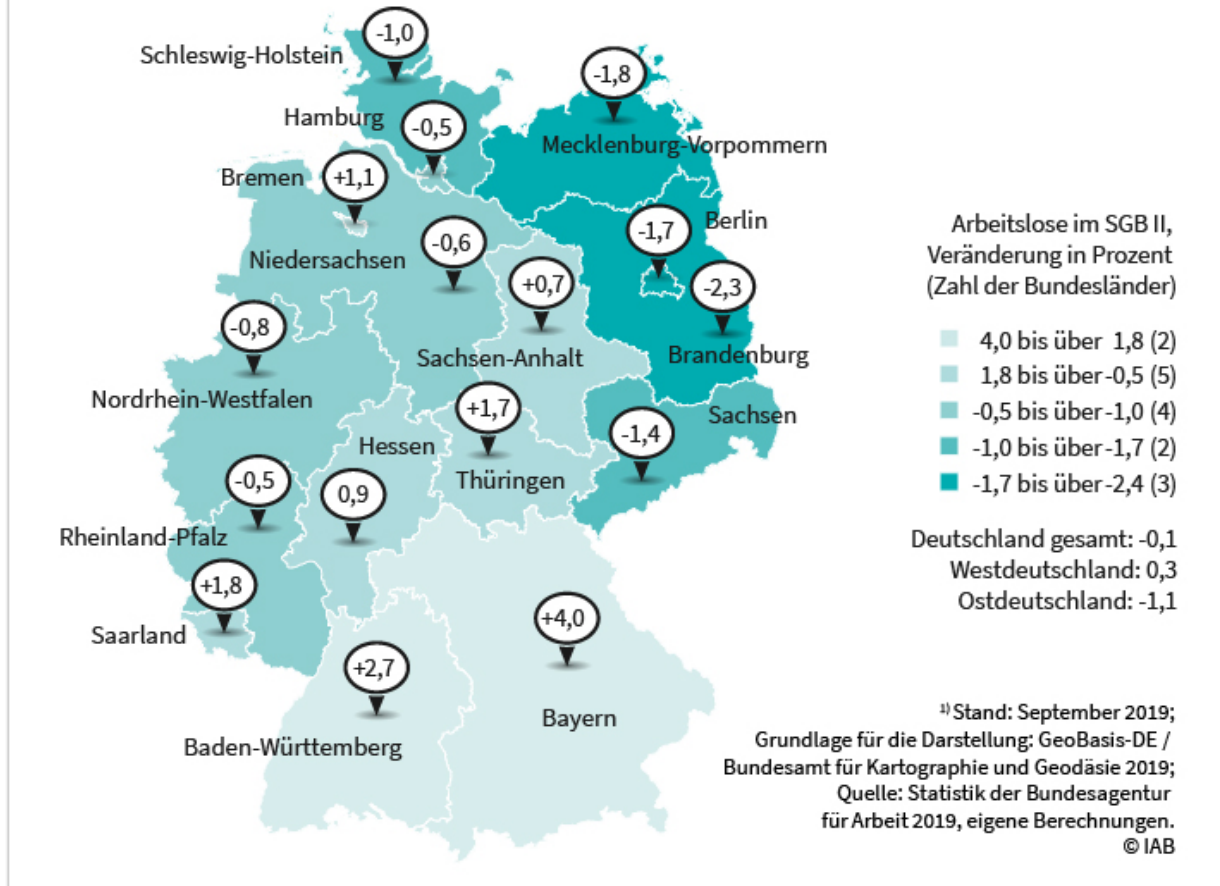 -1,0
Schleswig-Holstein
-1,8
Hamburg
-0,5
Mecklenburg-Vorpommern
Bremen
+1,1
Berlin
-1,7
-0,6
Niedersachsen
+0,7
-2,3
-0,8
Sachsen-Anhalt
Brandenburg
Nordrhein-Westfalen
+1,7
Sachsen
-1,4
Hessen
Thüringen
-0,5
0,9
Rheinland-Pfalz
+1,8
Saarland
+4,0
+2,7
Bayern
Baden-Württemberg
Arbeitslose im SGB II,
Veränderung in Prozent
(Zahl der Bundesländer)
4,0 bis über 1,8 (2)
1,8 bis über -0,5 (5)
-0,5 bis über -1,0 (4)
-1,0 bis über -1,7 (2)
-1,7 bis über -2,4 (3)
Deutschland gesamt: -0,1
Westdeutschland: 0,3
Ostdeutschland: -1,1
¹⁾ Stand: September 2019;
Grundlage für die Darstellung: GeoBasis-DE /
Bundesamt für Kartographie und Geodäsie 2019;
Quelle: Statistik der Bundesagentur
für Arbeit 2019, eigene Berechnungen.
© IAB